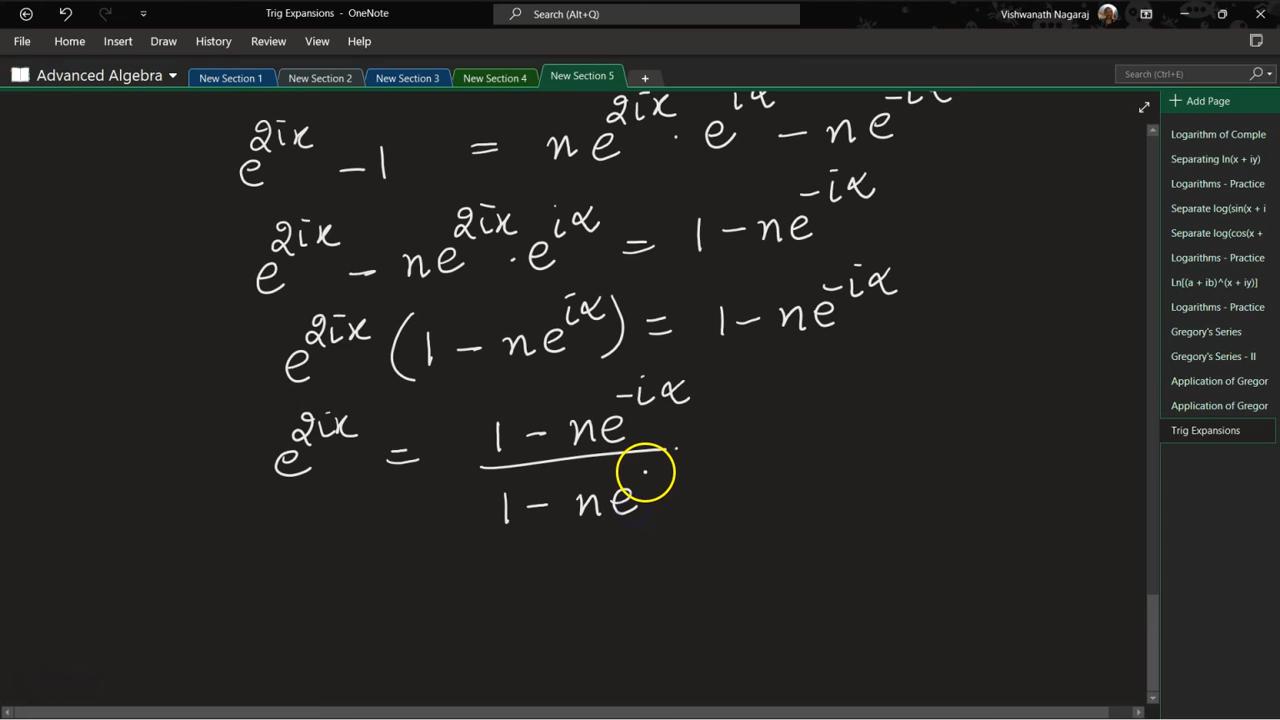 Trig Expansions - OneNote
Search (Alt+Q)
Vishwanath Nagaraj
File Home Insert Draw History Review View Help
Advanced Algebra
New Section 1 New Section 2 New Section 3 New Section 4 New Section 5 +
Search (Ctrl+E)
e^{2ix} - 1 = ne^{2ix} · e^{iα} - ne^{-iα}
e^{2ix} - ne^{2ix} · e^{iα} = 1 - ne^{-iα}
e^{2ix} (1 - ne^{iα}) = 1 - ne^{-iα}
e^{2ix} = \frac{1 - ne^{-iα}}{1 - ne}
+ Add Page
Logarithm of Comple
Separating ln(x + iy)
Logarithms - Practice
Separate log(sin(x + i
Separate log(cos(x +
Logarithms - Practice
Ln[(a + ib)^(x + iy)]
Logarithms - Practice
Gregory's Series
Gregory's Series - II
Application of Gregor
Application of Gregor
Trig Expansions